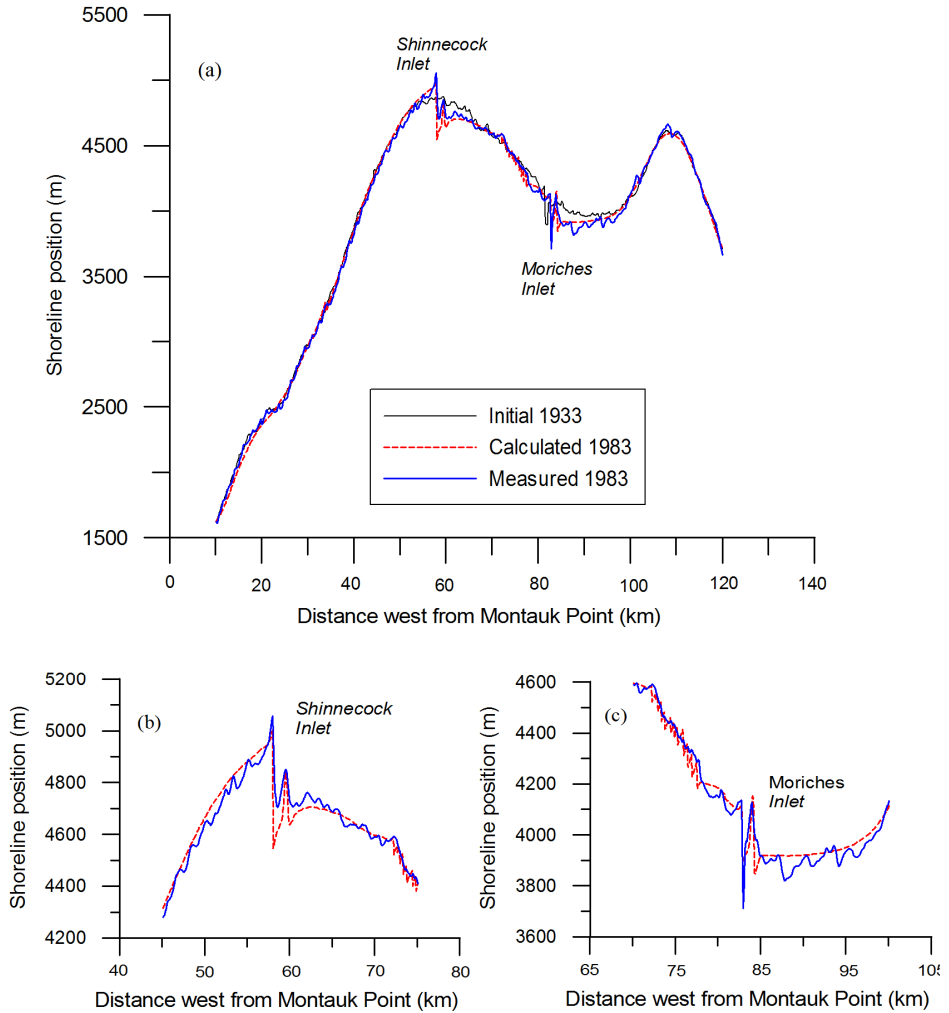 5500
Shinnecock
Inlet
(a)
4500
Shoreline position (m)
3500
Moriches
Inlet
Initial 1933
Calculated 1983
Measured 1983
2500
1500
0
20
40
60
80
100
120
140
Distance west from Montauk Point (km)
5200
(b)
Shinnecock
Inlet
5000
Shoreline position (m)
4800
4600
4400
4200
40
50
60
70
80
Distance west from Montauk Point (km)
4600
(c)
4400
Shoreline position (m)
4200
Moriches
Inlet
4000
3800
3600
65
75
85
95
105
Distance west from Montauk Point (km)